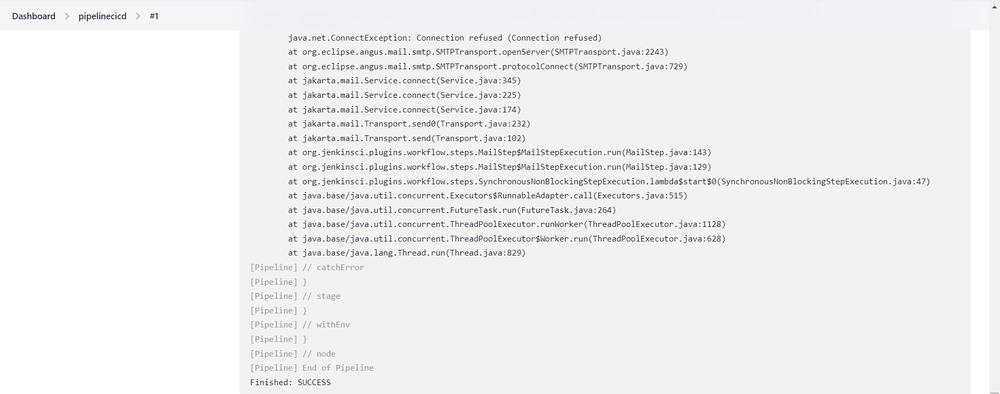 Dashboard > pipelinecicd > #1
java.net.ConnectException: Connection refused (Connection refused)
at org.eclipse.angus.mail.smtp.SMTPTransport.openServer(SMTPTransport.java:2243)
at org.eclipse.angus.mail.smtp.SMTPTransport.protocolConnect(SMTPTransport.java:729)
at jakarta.mail.Service.connect(Service.java:345)
at jakarta.mail.Service.connect(Service.java:225)
at jakarta.mail.Service.connect(Service.java:174)
at jakarta.mail.Transport.send0(Transport.java:232)
at jakarta.mail.Transport.send(Transport.java:102)
at org.jenkinsci.plugins.workflow.steps.MailStep$MailStepExecution.run(MailStep.java:143)
at org.jenkinsci.plugins.workflow.steps.MailStep$MailStepExecution.run(MailStep.java:129)
at org.jenkinsci.plugins.workflow.steps.SynchronousNonBlockingStepExecution.lambda$start$0(SynchronousNonBlockingStepExecution.java:47)
at java.base/java.util.concurrent.Executors$RunnableAdapter.call(Executors.java:515)
at java.base/java.util.concurrent.FutureTask.run(FutureTask.java:264)
at java.base/java.util.concurrent.ThreadPoolExecutor.runWorker(ThreadPoolExecutor.java:1128)
at java.base/java.util.concurrent.ThreadPoolExecutor$Worker.run(ThreadPoolExecutor.java:628)
at java.base/java.lang.Thread.run(Thread.java:829)
[Pipeline] // catchError
[Pipeline] }
[Pipeline] // stage
[Pipeline] }
[Pipeline] // withEnv
[Pipeline] }
[Pipeline] // node
[Pipeline] End of Pipeline
Finished: SUCCESS